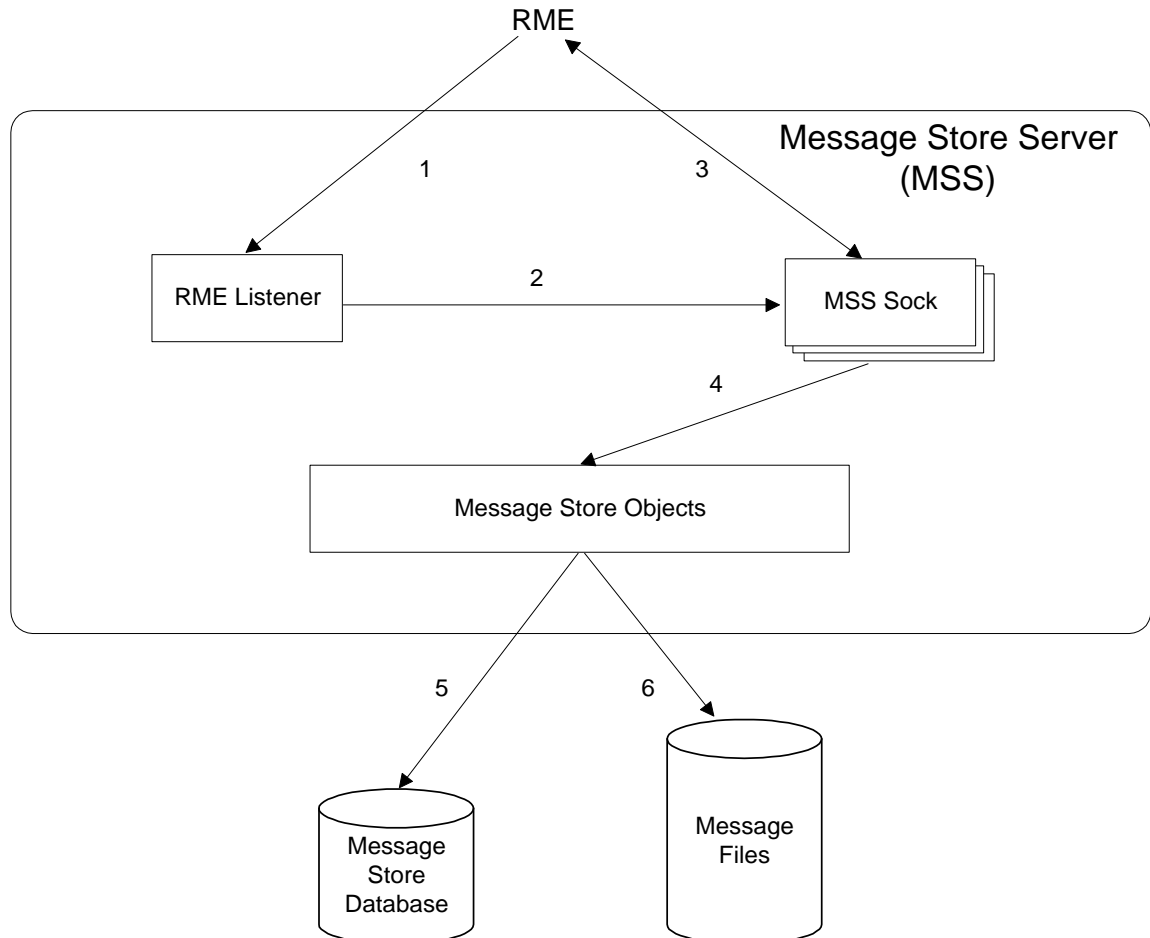 RME
Message Store Server
(MSS)
1
3
RME Listener
2
MSS Sock
4
Message Store Objects
5
6
Message
Store
Database
Message
Files